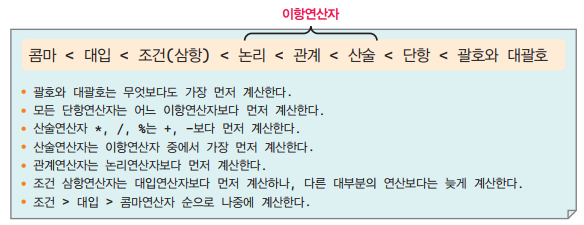 이항연산자
콤마 < 대입 < 조건(삼항) < 논리 < 관계 < 산술 < 단항 < 괄호와 대괄호
• 괄호와 대괄호는 무엇보다도 가장 먼저 계산한다.
• 모든 단항연산자는 어느 이항연산자보다 먼저 계산한다.
• 산술연산자 *, /, %는 +, -보다 먼저 계산한다.
• 산술연산자는 이항연산자 중에서 가장 먼저 계산한다.
• 관계연산자는 논리연산자보다 먼저 계산한다.
• 조건 삼항연산자는 대입연산자보다 먼저 계산하나, 다른 대부분의 연산보다는 늦게 계산한다.
• 조건 > 대입 > 콤마연산자 순으로 나중에 계산한다.